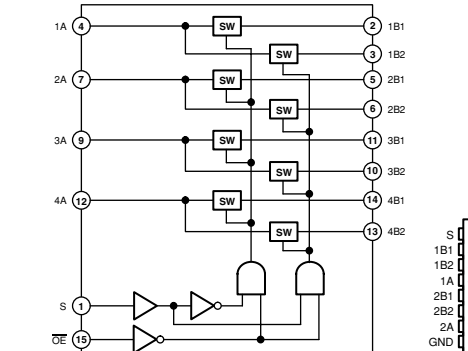 1A 4 SW 2 1B1
SW 3 1B2
2A 7 SW 5 2B1
SW 6 2B2
3A 9 SW 11 3B1
SW 10 3B2
4A 12 SW 14 4B1
SW 13 4B2
S 1
OE 15
S
1B1
1B2
1A
2B1
2B2
2A
GND